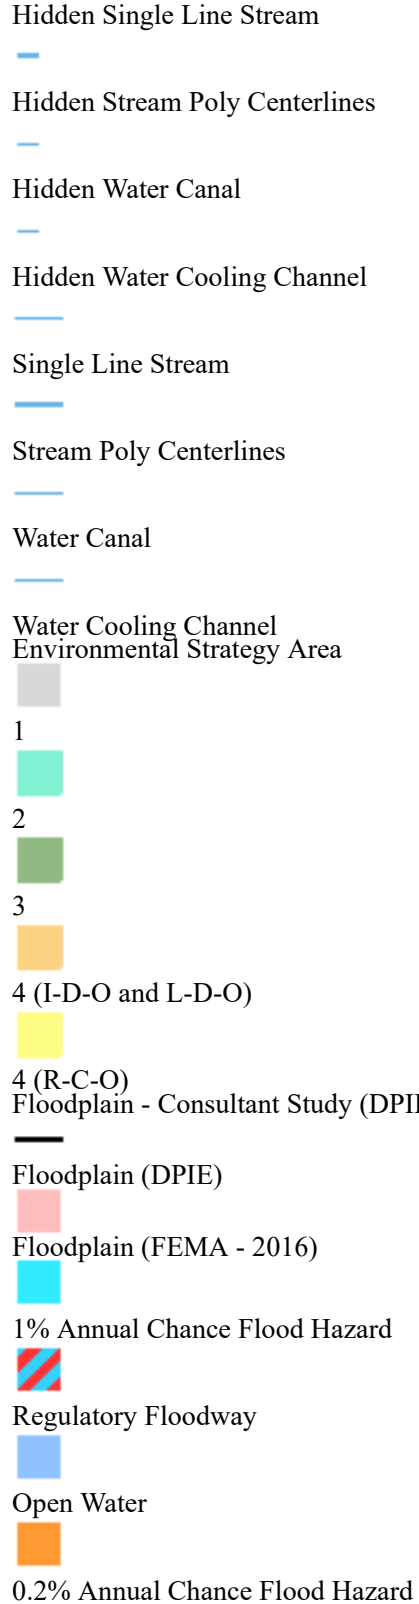 Hidden Single Line Stream
Hidden Stream Poly Centerlines
Hidden Water Canal
Hidden Water Cooling Channel
Single Line Stream
Stream Poly Centerlines
Water Canal
Water Cooling Channel
Environmental Strategy Area
1
2
3
4 (I-D-O and L-D-O)
4 (R-C-O)
Floodplain - Consultant Study
Floodplain (DPIE)
Floodplain (FEMA - 2016)
1% Annual Chance Flood Hazard
Regulatory Floodway
Open Water
0.2% Annual Chance Flood Hazard